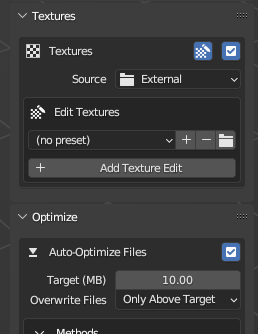 Textures
Textures
Source External
Edit Textures
(no preset)
Add Texture Edit
Optimize
Auto-Optimize Files
Target (MB) 10.00
Overwrite Files Only Above Target
Methods